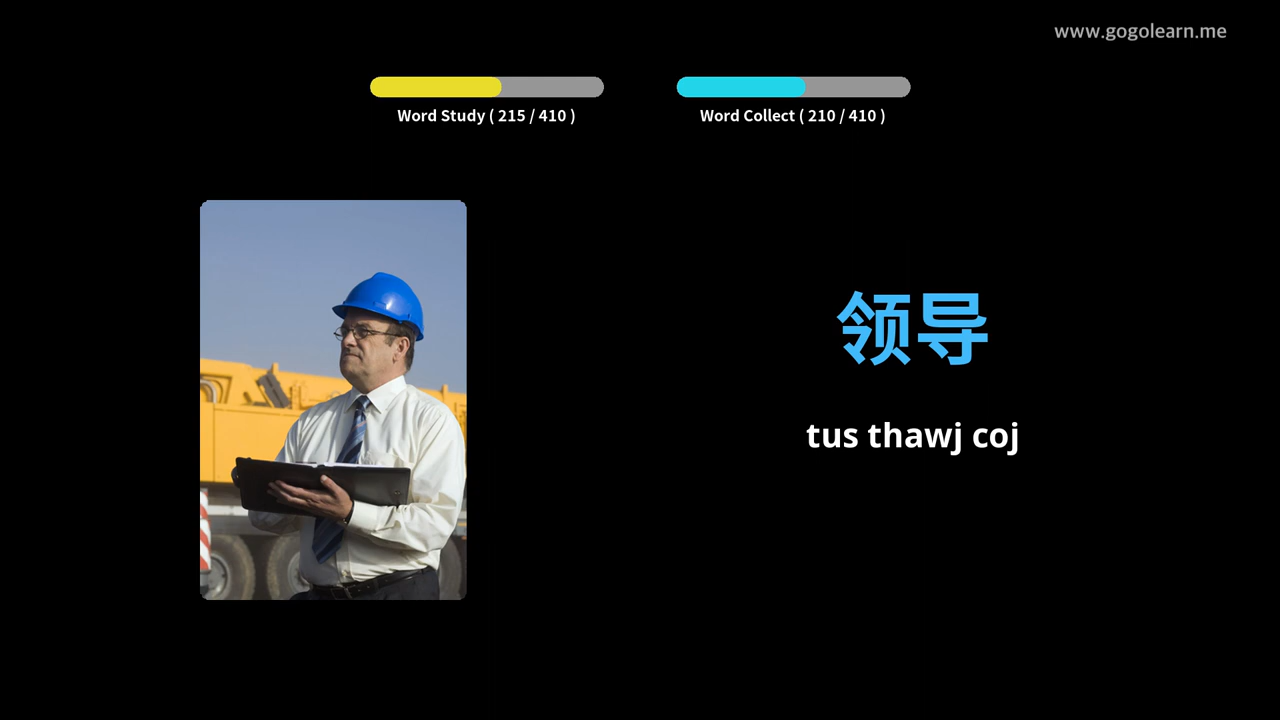 www.gogolearn.me
Word Study ( 215 / 410 )
Word Collect ( 210 / 410 )
领导
tus thawj coj